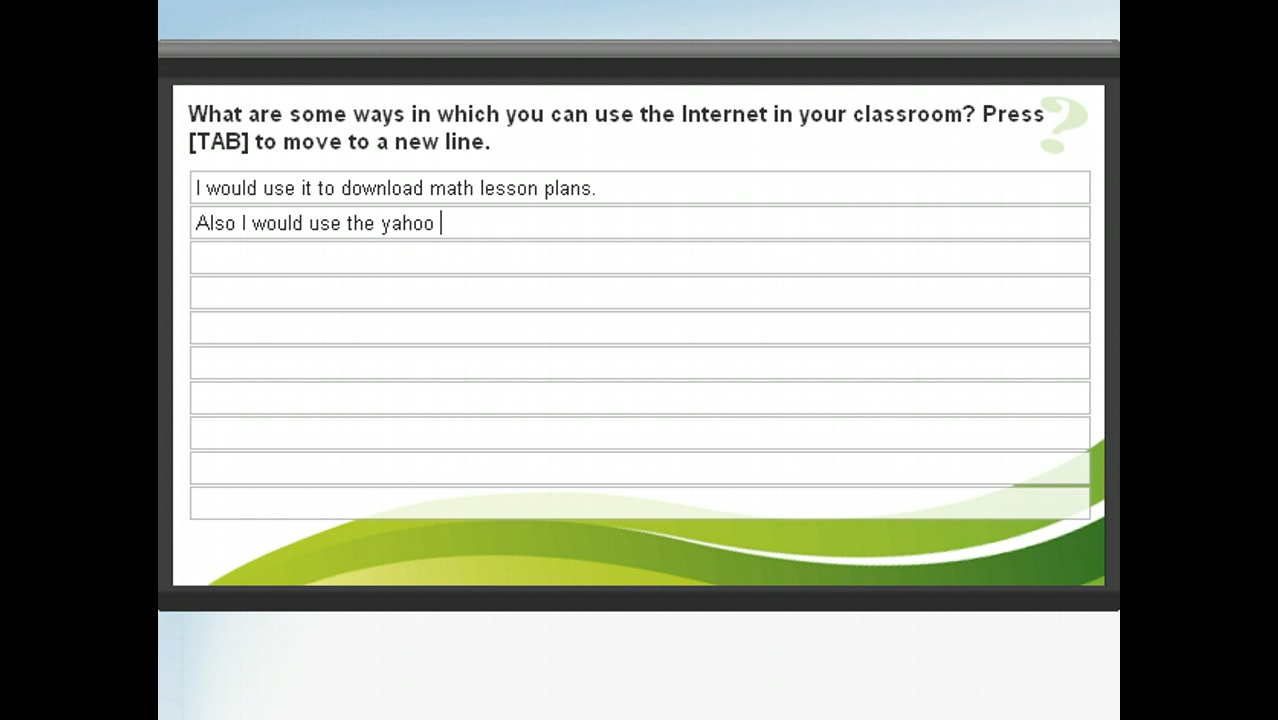 What are some ways in which you can use the Internet in your classroom? Press
[TAB] to move to a new line.
?
I would use it to download math lesson plans.
Also I would use the yahoo